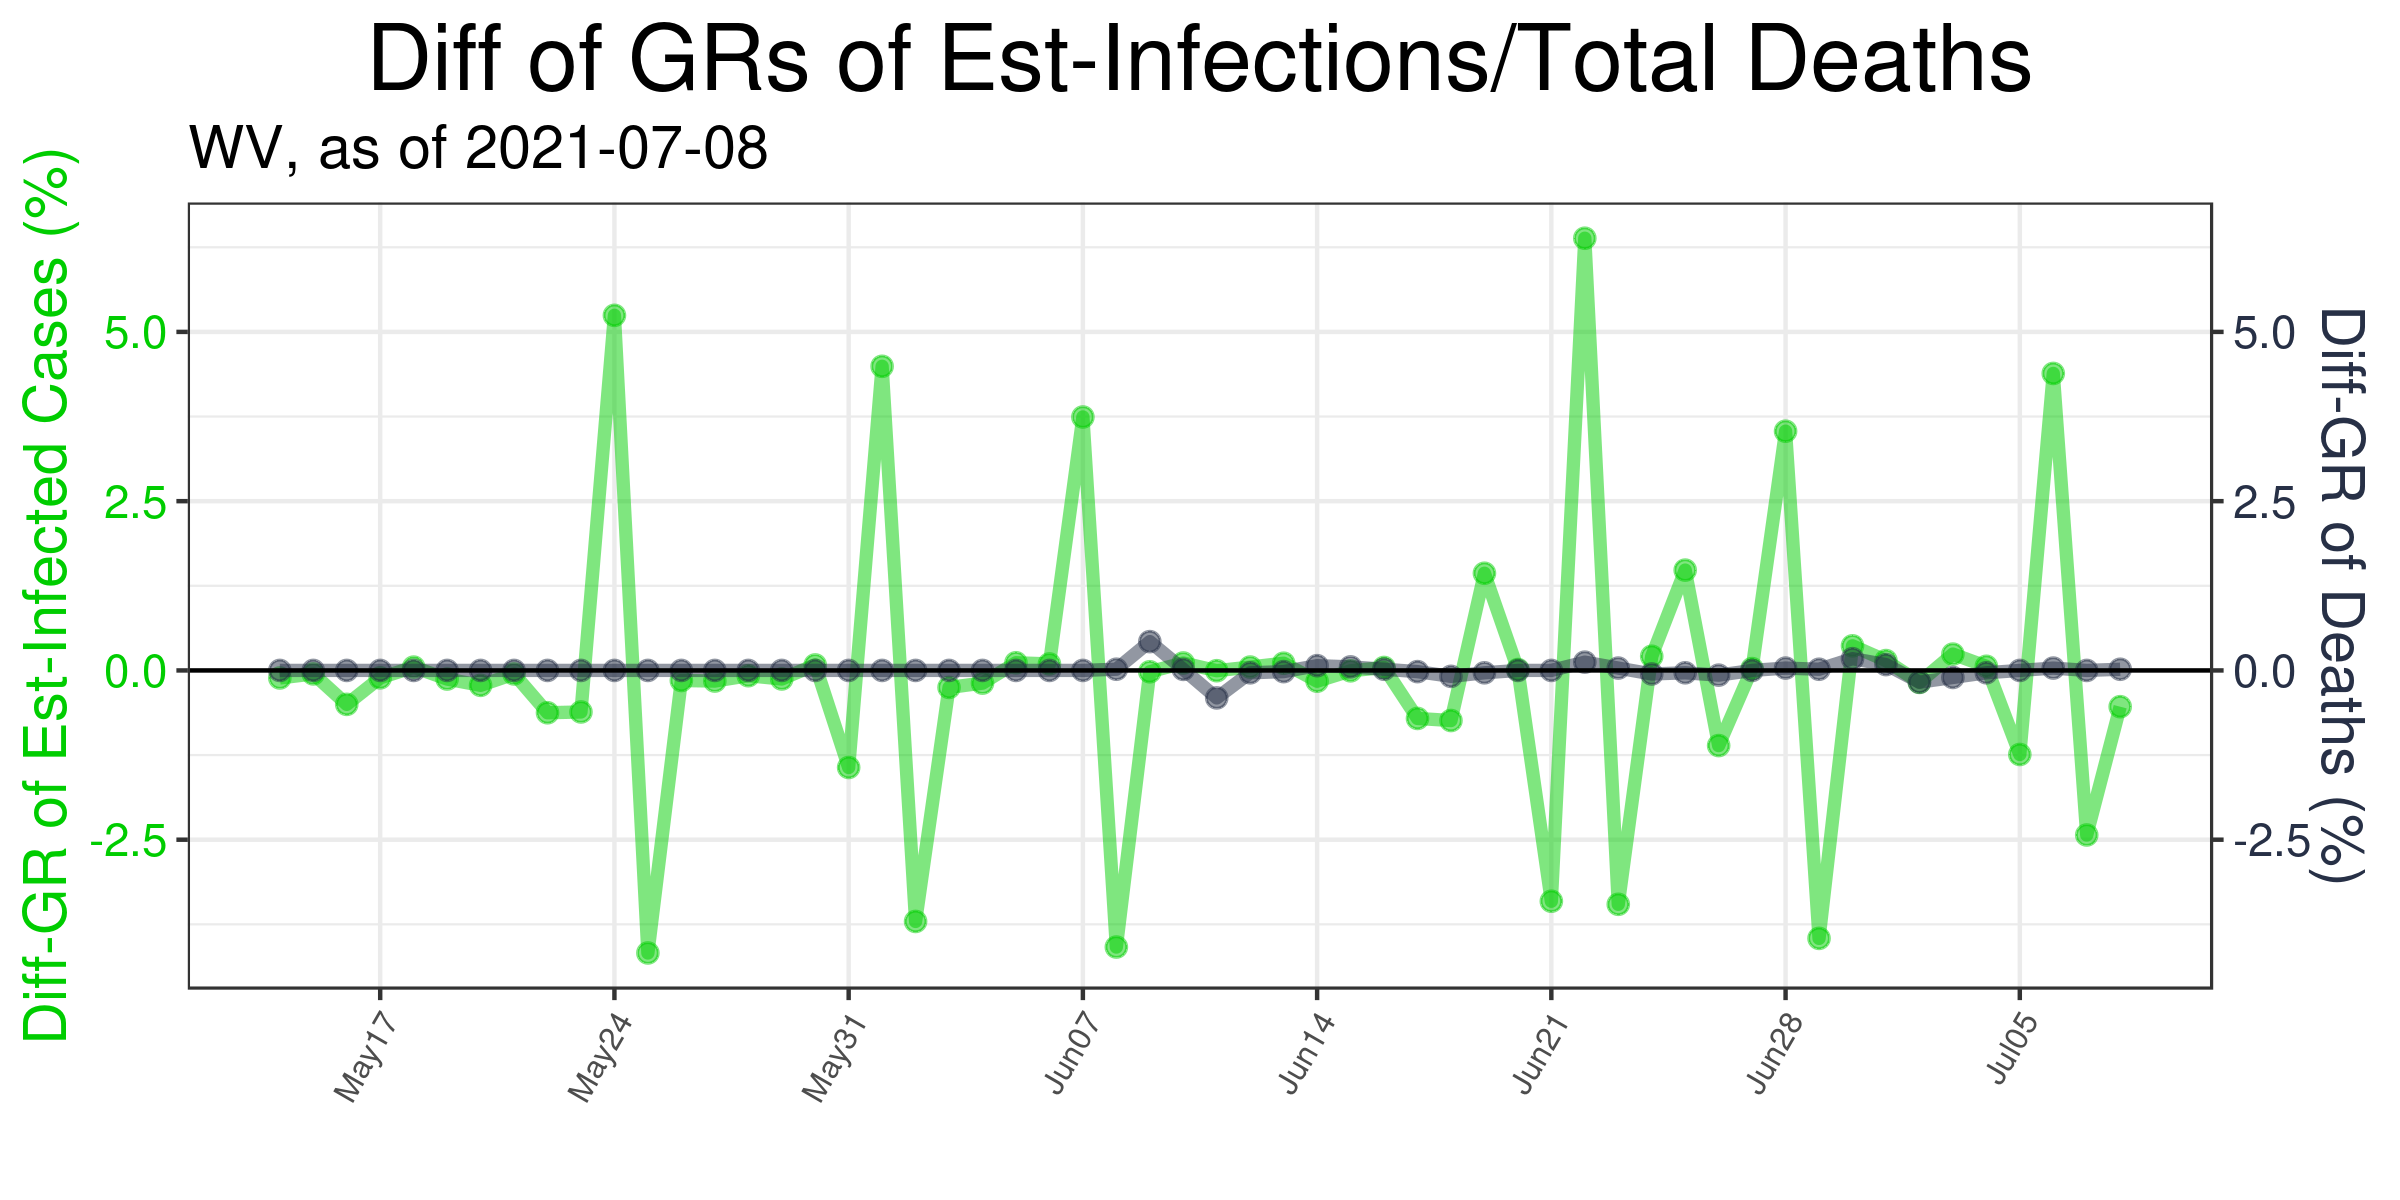 Diff of GRs of Est-Infections/Total Deaths
WV, as of 2021-07-08
Diff-GR of Est-Infected Cases (%)
5.0
2.5
0.0
-2.5
5.0
2.5
0.0
-2.5
Diff-GR of Deaths (%)
May17
May24
May31
Jun07
Jun14
Jun21
Jun28
Jul05